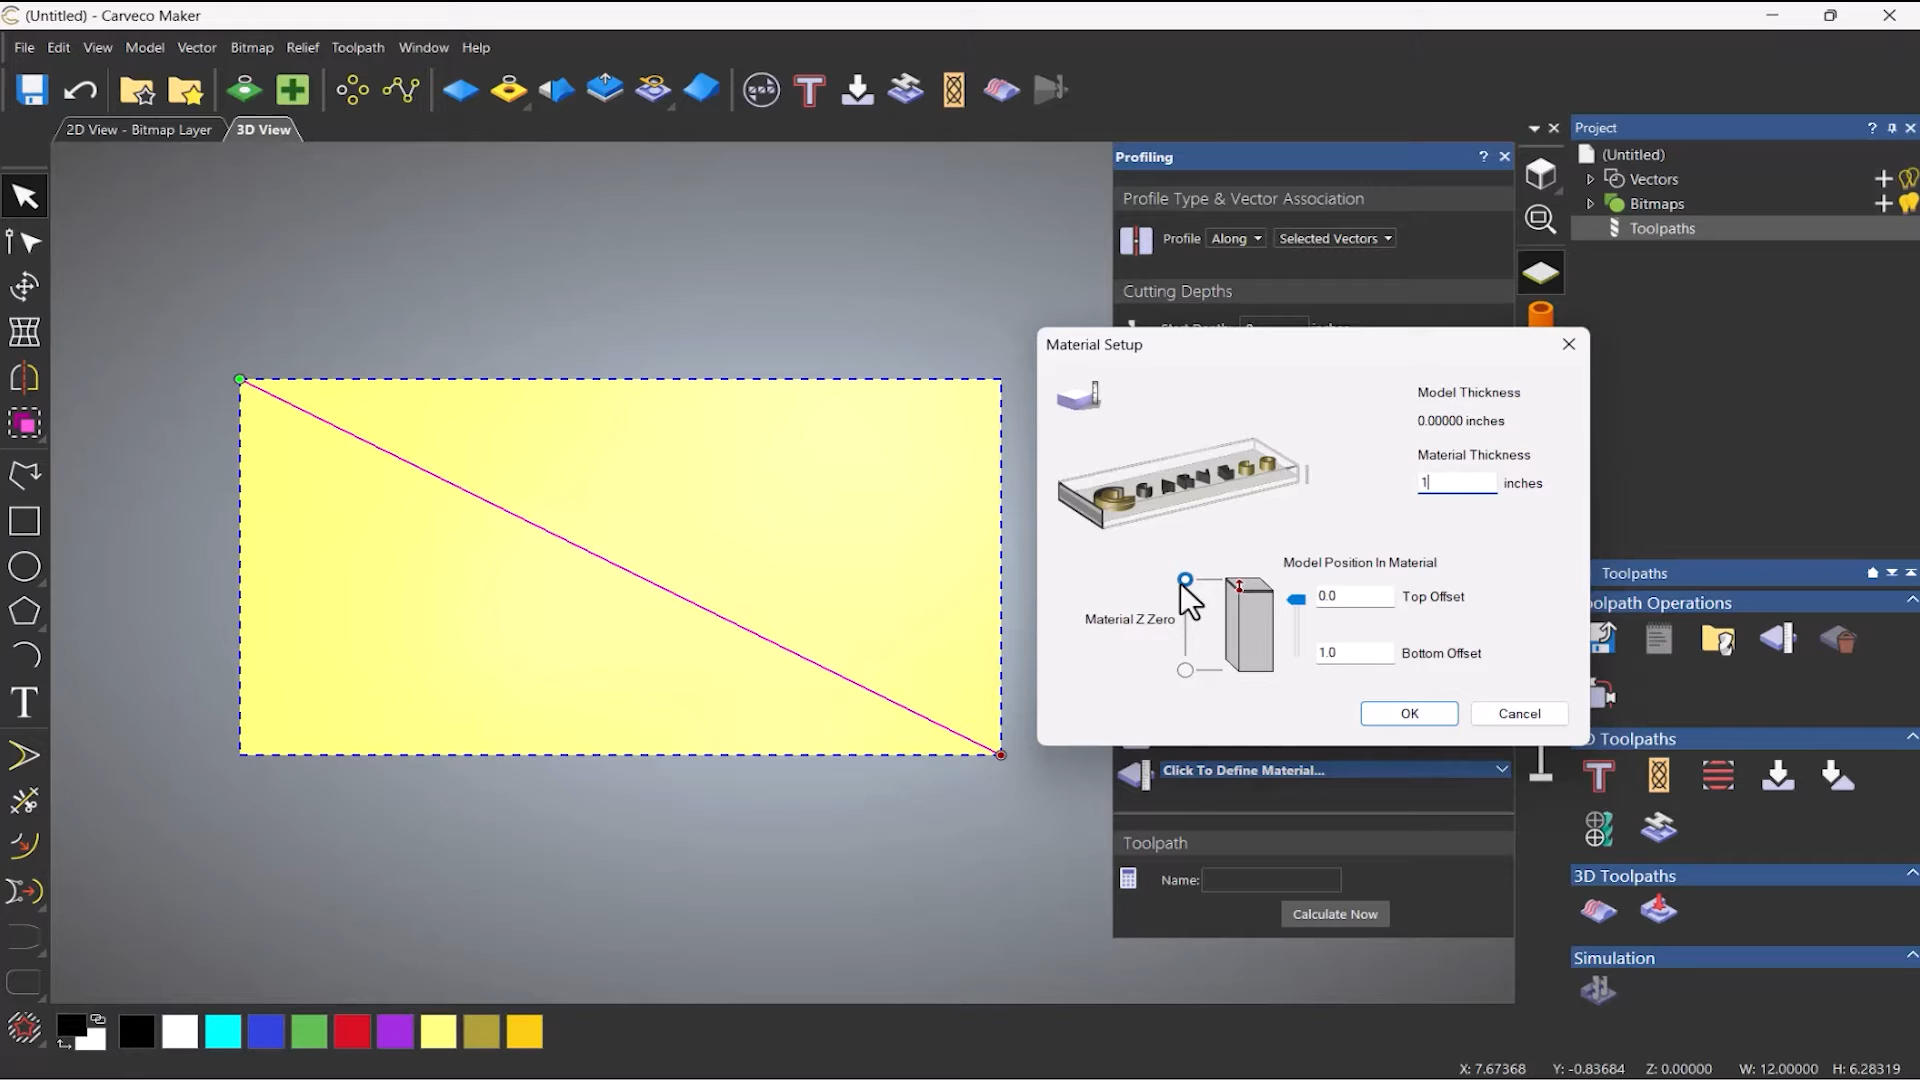 (Untitled) - Carveco Maker
File Edit View Model Vector Bitmap Relief Toolpath Window Help
2D View - Bitmap Layer 3D View
Project
(Untitled)
Vectors
Bitmaps
Toolpaths
Profiling
Profile Type & Vector Association
Profile Along Selected Vectors
Cutting Depths
Material Setup
Model Thickness
0.00000 inches
Material Thickness
1 inches
Model Position In Material
0.0 Top Offset
Material Z Zero
1.0 Bottom Offset
OK Cancel
Click To Define Material...
Toolpath
Name:
Calculate Now
Toolpaths
oolpath Operations
D Toolpaths
3D Toolpaths
Simulation
X: 7.67368 Y: -0.83684 Z: 0.00000 W: 12.00000 H: 6.28319